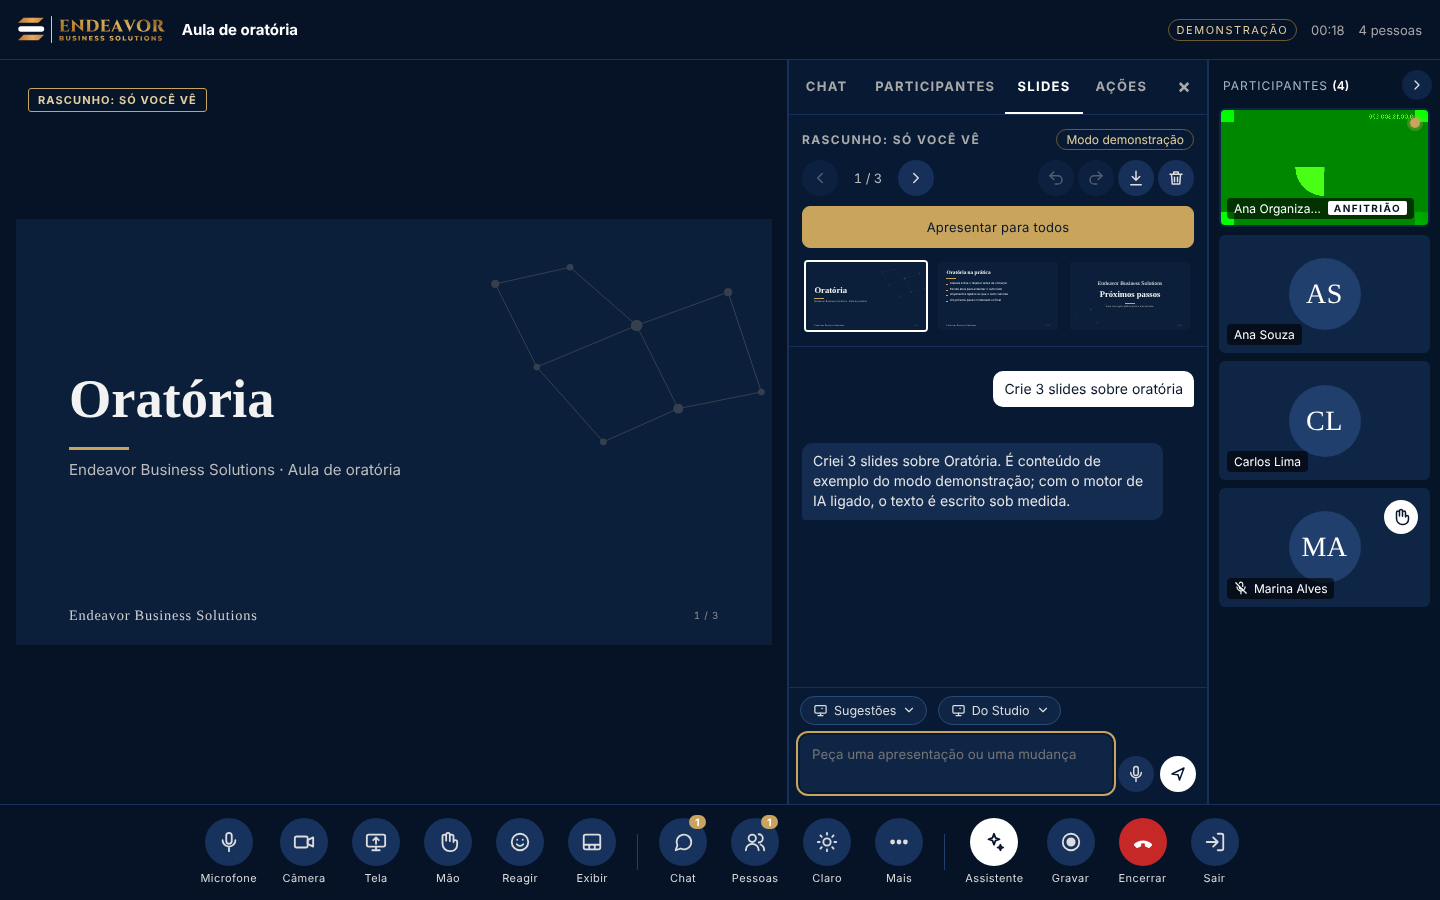 ENDEAVOR
BUSINESS SOLUTIONS
Aula de oratória
DEMONSTRAÇÃO
00:18
4 pessoas
RASCUNHO: SÓ VOCÊ VÊ
Oratória
Endeavor Business Solutions · Aula de oratória
Endeavor Business Solutions
1 / 3
CHAT
PARTICIPANTES
SLIDES
AÇÕES
RASCUNHO: SÓ VOCÊ VÊ
Modo demonstração
1 / 3
Apresentar para todos
Oratória
Oratória na prática
Endeavor Business Solutions
Próximos passos
Crie 3 slides sobre oratória
Criei 3 slides sobre Oratória. É conteúdo de
exemplo do modo demonstração; com o motor de
IA ligado, o texto é escrito sob medida.
Sugestões
Do Studio
Peça uma apresentação ou uma mudança
PARTICIPANTES (4)
Ana Organiza...
ANFITRIÃO
AS
Ana Souza
CL
Carlos Lima
MA
Marina Alves
Microfone
Câmera
Tela
Mão
Reagir
Exibir
1
Chat
1
Pessoas
Claro
Mais
Assistente
Gravar
Encerrar
Sair